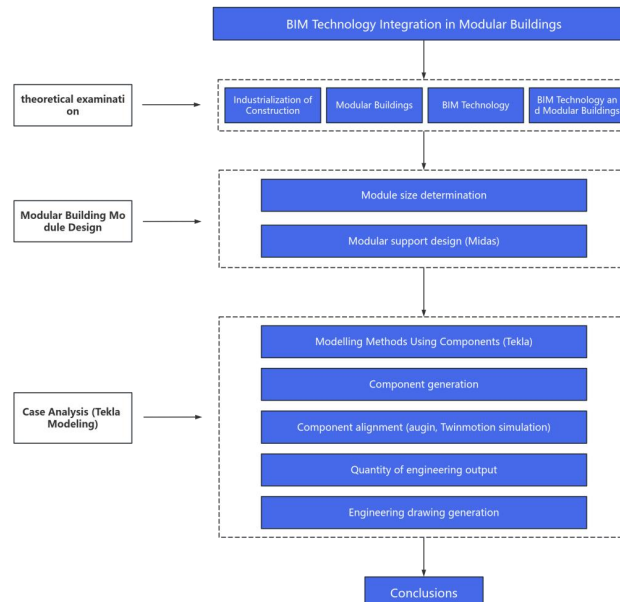 BIM Technology Integration in Modular Buildings
theoretical examinati
on
Industrialization of
Construction
Modular Buildings
BIM Technology
BIM Technology an
d Modular Buildings
Modular Building Mo
dule Design
Module size determination
Modular support design (Midas)
Case Analysis (Tekla
Modeling)
Modelling Methods Using Components (Tekla)
Component generation
Component alignment (augin, Twinmotion simulation)
Quantity of engineering output
Engineering drawing generation
Conclusions